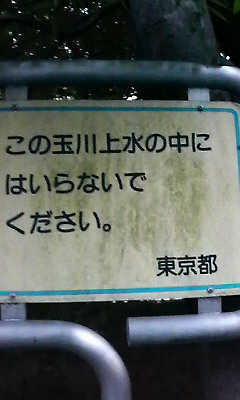 この玉川上水の中に
はいらないで
ください。
東京都